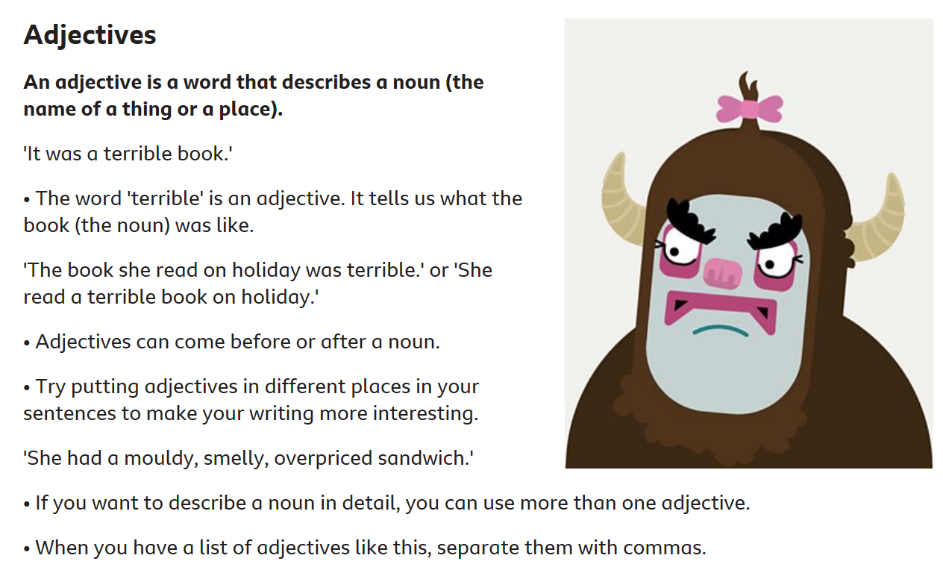 Adjectives
An adjective is a word that describes a noun (the
name of a thing or a place).
'It was a terrible book.'
• The word 'terrible' is an adjective. It tells us what the
book (the noun) was like.
'The book she read on holiday was terrible.' or 'She
read a terrible book on holiday.'
• Adjectives can come before or after a noun.
• Try putting adjectives in different places in your
sentences to make your writing more interesting.
'She had a mouldy, smelly, overpriced sandwich.'
• If you want to describe a noun in detail, you can use more than one adjective.
• When you have a list of adjectives like this, separate them with commas.